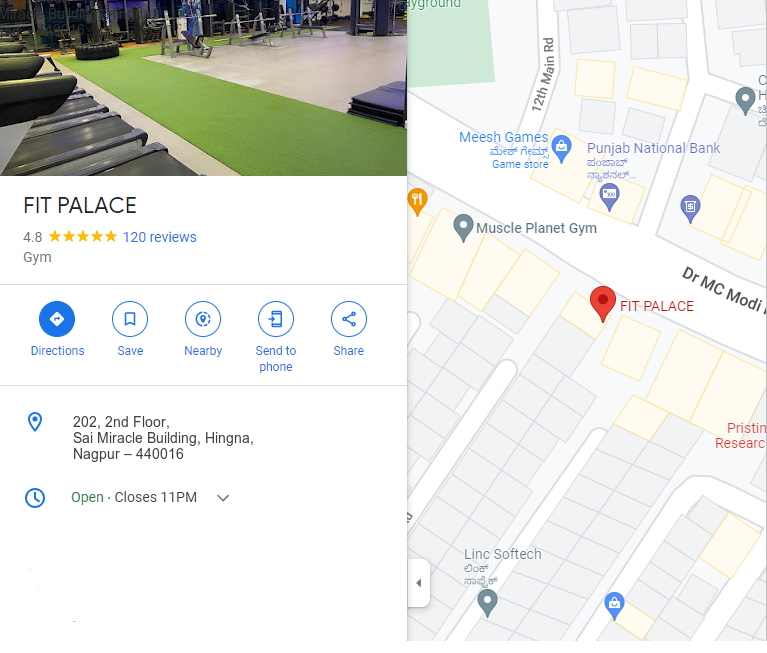 FIT PALACE
4.8 120 reviews
Gym
Directions
Save
Nearby
Send to
phone
Share
202, 2nd Floor,
Sai Miracle Building, Hingna,
Nagpur – 440016
Open · Closes 11PM
ayground
12th Main Rd
Meesh Games
ಮೇಶ್ ಗೇಮ್ಸ್
Game store
Punjab National Bank
ಪಂಜಾಬ್
ನ್ಯಾಶನಲ್...
Muscle Planet Gym
Dr MC Modi
FIT PALACE
Pristin
Researc
Linc Softech
ಲಿಂಕ್
ಸಾಫ್ಟೆಕ್